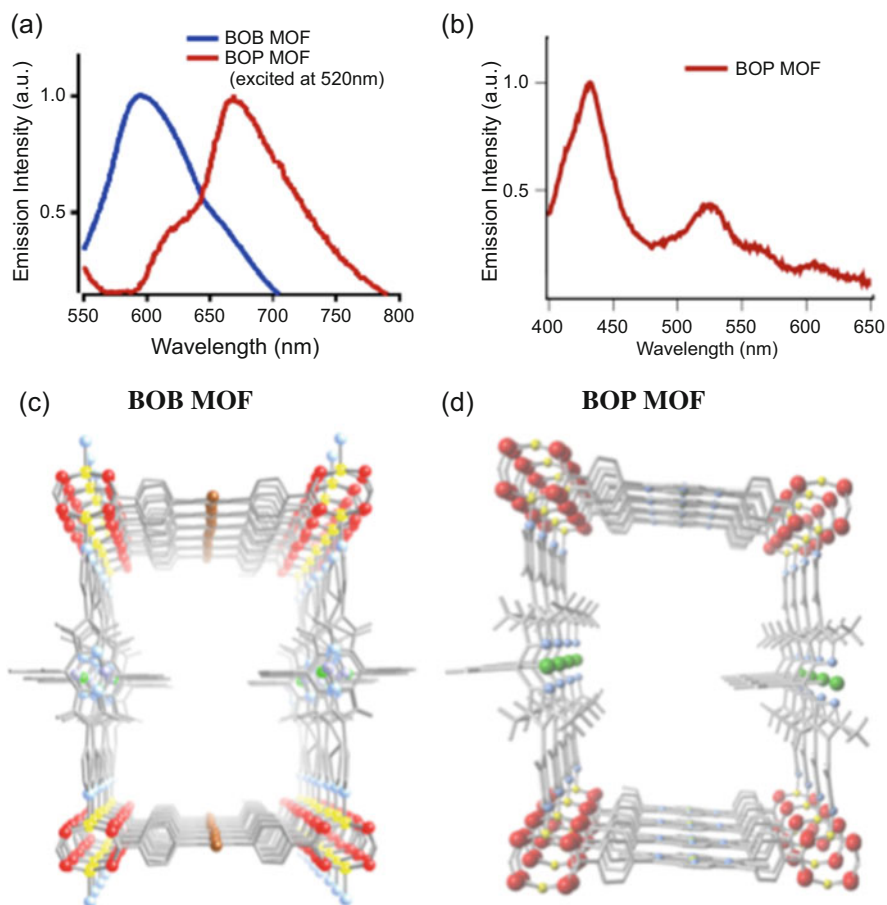 (a)
BOB MOF
BOP MOF
(excited at 520nm)
Emission Intensity (a.u.)
1.0
0.5
550 600 650 700 750 800
Wavelength (nm)
(b)
BOP MOF
Emission Intensity (a.u.)
1.0
0.5
400 450 500 550 600 650
Wavelength (nm)
(c) BOB MOF
(d) BOP MOF